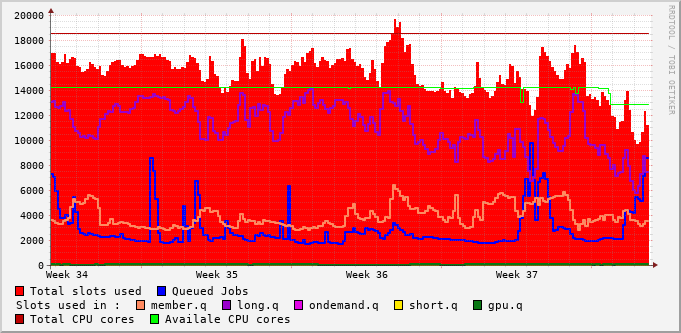 20000
18000
16000
14000
12000
10000
8000
6000
4000
2000
0
Week 34 Week 35 Week 36 Week 37
RRDTOOL / TOBI OETIKER
Total slots used Queued Jobs
Slots used in : member.q long.q ondemand.q short.q gpu.q
Total CPU cores Availale CPU cores